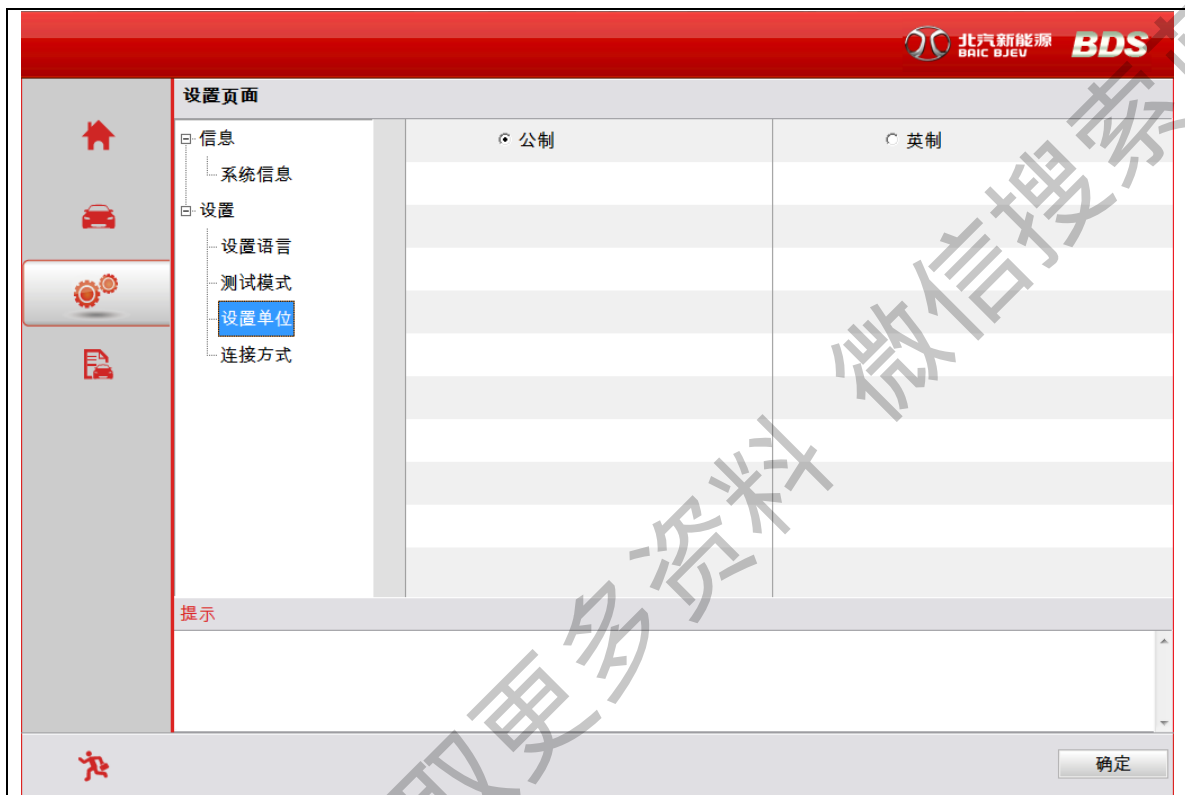 北汽新能源
BAIC BJEV
BDS
设置页面
信息
系统信息
设置
设置语言
测试模式
设置单位
连接方式
公制
英制
提示
确定
取更多资料 微信搜索